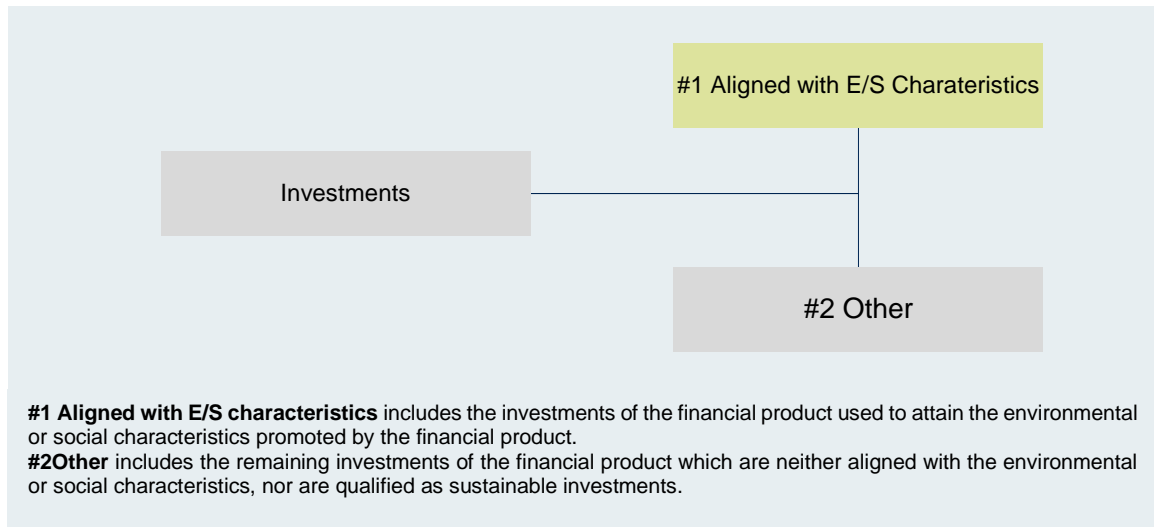 #1 Aligned with E/S Charateristics
Investments
#2 Other
#1 Aligned with E/S characteristics includes the investments of the financial product used to attain the environmental
or social characteristics promoted by the financial product.
#2Other includes the remaining investments of the financial product which are neither aligned with the environmental
or social characteristics, nor are qualified as sustainable investments.